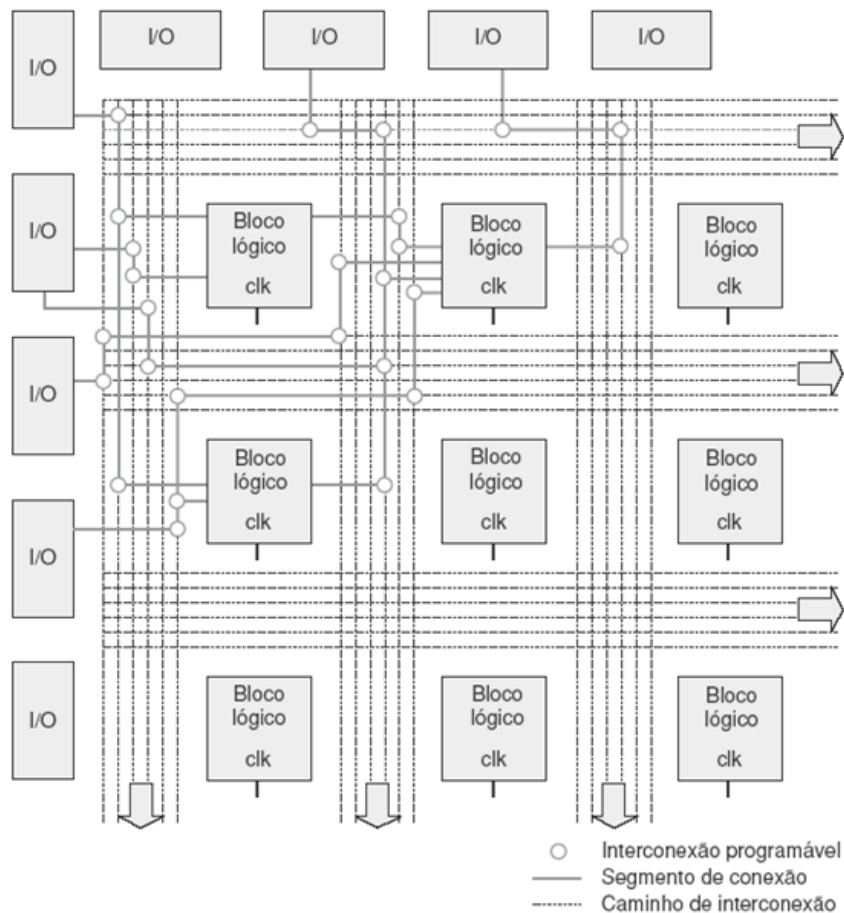 I/O
I/O
I/O
I/O
I/O
I/O
Bloco
lógico
clk
Bloco
lógico
clk
Bloco
lógico
clk
I/O
Bloco
lógico
clk
Bloco
lógico
clk
Bloco
lógico
clk
I/O
I/O
Bloco
lógico
clk
Bloco
lógico
clk
Bloco
lógico
clk
Interconexão programável
Segmento de conexão
Caminho de interconexão